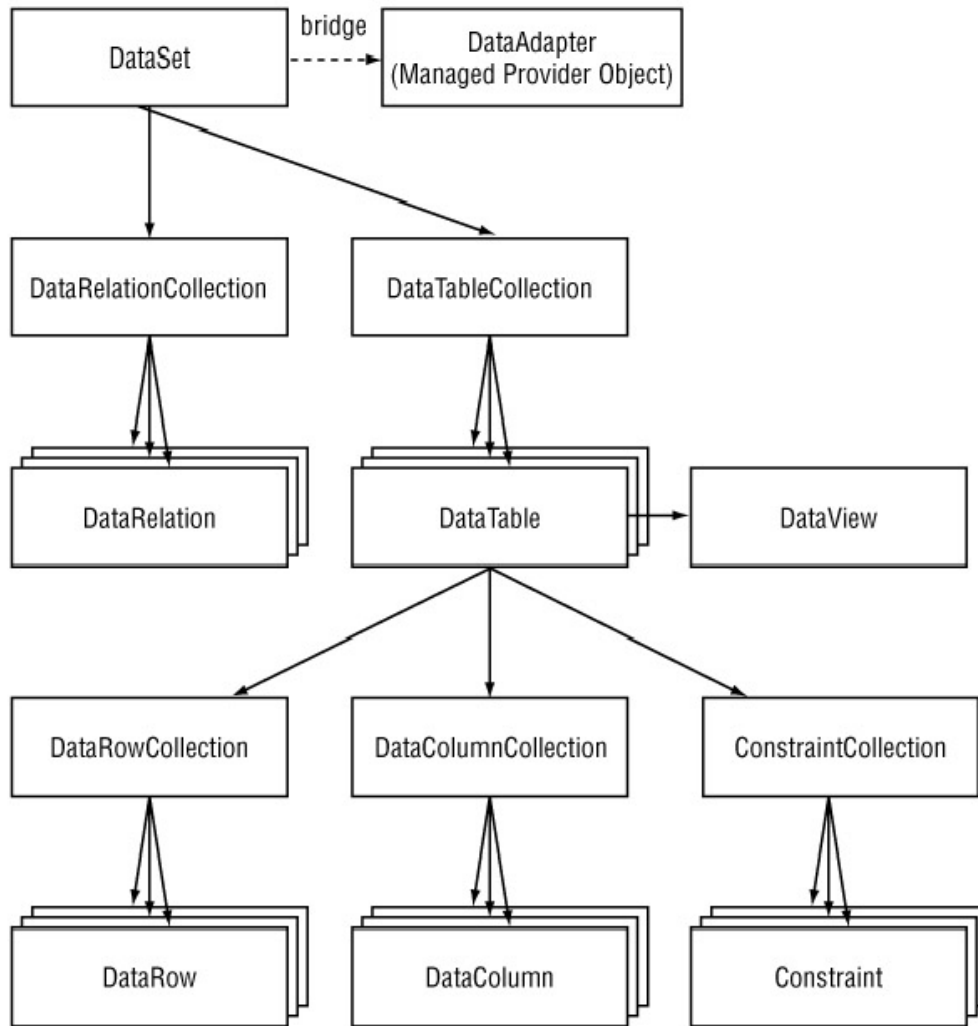 DataSet
bridge
DataAdapter
(Managed Provider Object)
DataRelationCollection
DataTableCollection
DataRelation
DataTable
DataView
DataRowCollection
DataColumnCollection
ConstraintCollection
DataRow
DataColumn
Constraint